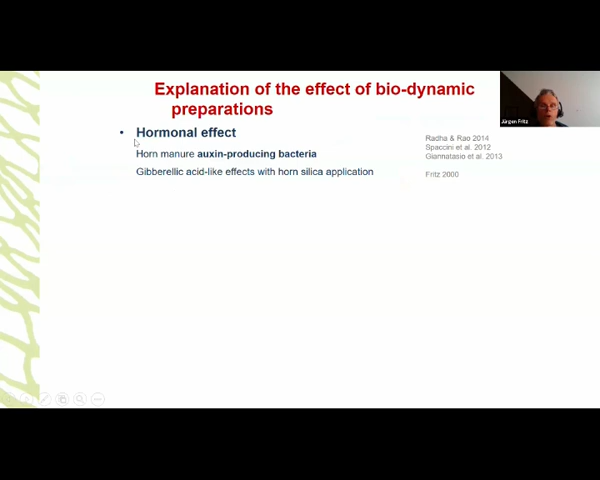 Explanation of the effect of bio-dynamic
preparations
• Hormonal effect
Horn manure auxin-producing bacteria
Gibberellic acid-like effects with horn silica application
Radha & Rao 2014
Spaccini et al. 2012
Giannatasio et al. 2013
Fritz 2000
Jürgen Fritz